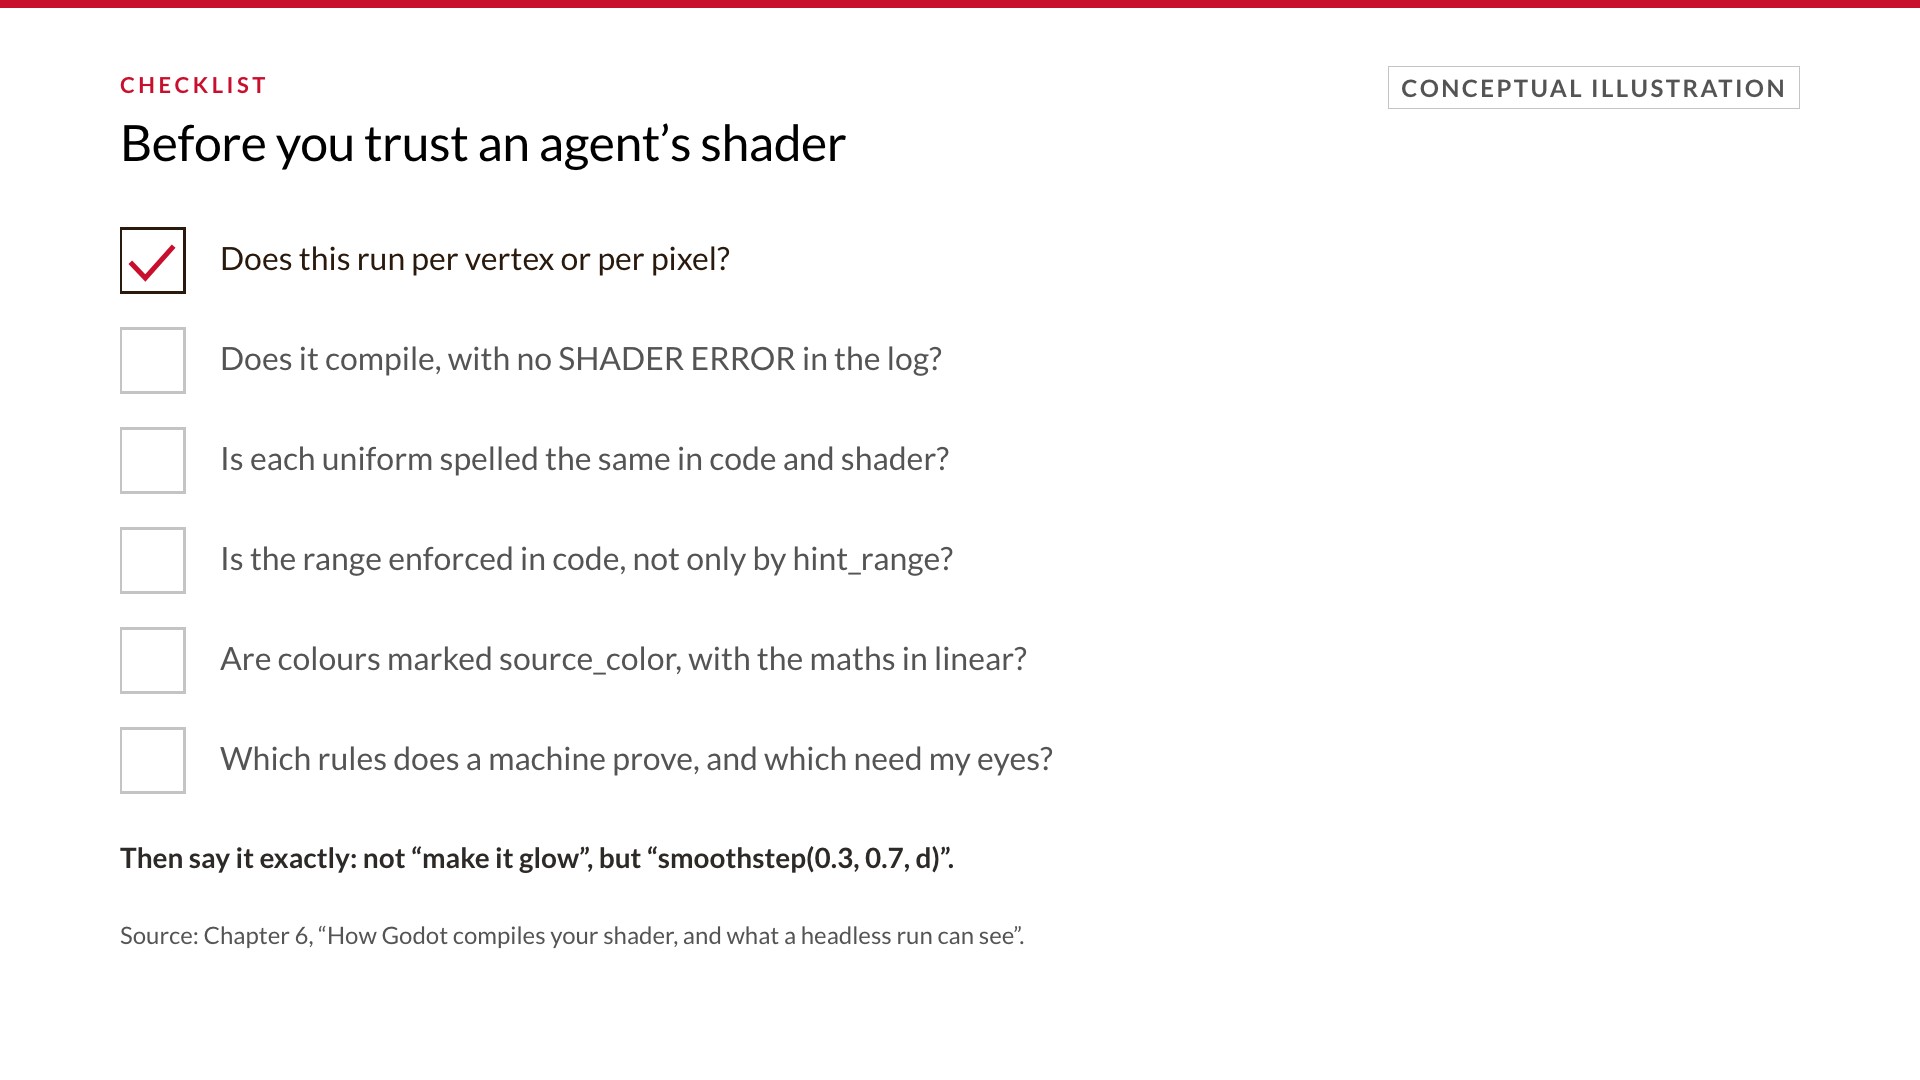 CHECKLIST
CONCEPTUAL ILLUSTRATION
Before you trust an agent’s shader
Does this run per vertex or per pixel?
Does it compile, with no SHADER ERROR in the log?
Is each uniform spelled the same in code and shader?
Is the range enforced in code, not only by hint_range?
Are colours marked source_color, with the maths in linear?
Which rules does a machine prove, and which need my eyes?
Then say it exactly: not “make it glow”, but “smoothstep(0.3, 0.7, d)”.
Source: Chapter 6, “How Godot compiles your shader, and what a headless run can see”.